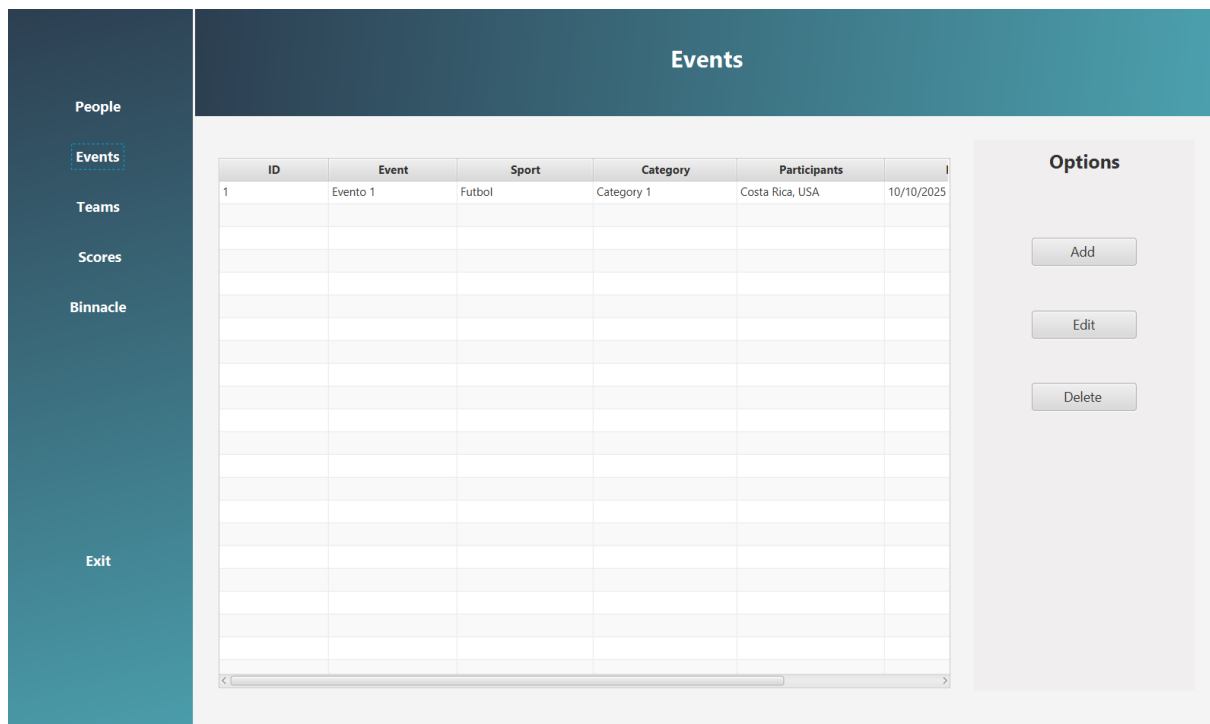 Events
People
Events
Teams
Scores
Binnacle
Exit
ID Event Sport Category Participants
1 Evento 1 Futbol Category 1 Costa Rica, USA 10/10/2025
Options
Add
Edit
Delete